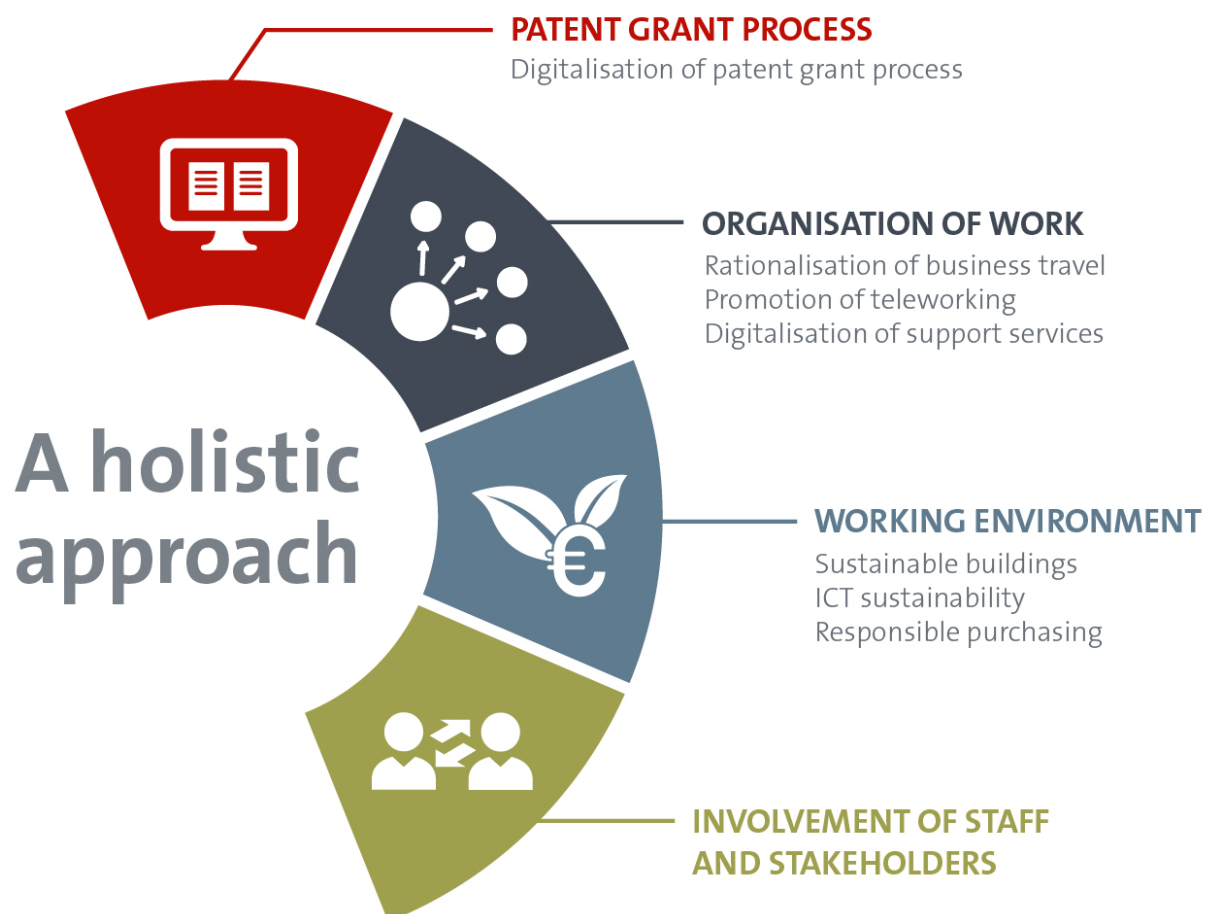 PATENT GRANT PROCESS
Digitalisation of patent grant process
ORGANISATION OF WORK
Rationalisation of business travel
Promotion of teleworking
Digitalisation of support services
A holistic
approach
€
WORKING ENVIRONMENT
Sustainable buildings
ICT sustainability
Responsible purchasing
INVOLVEMENT OF STAFF
AND STAKEHOLDERS